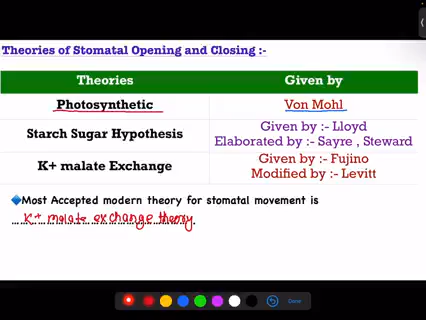 Theories of Stomatal Opening and Closing :-
Theories Given by
Photosynthetic Von Mohl
Starch Sugar Hypothesis Given by :- Lloyd
Elaborated by :- Sayre , Steward
K+ malate Exchange Given by :- Fujino
Modified by :- Levitt
Most Accepted modern theory for stomatal movement is
K+ malate exchange theory.
Done